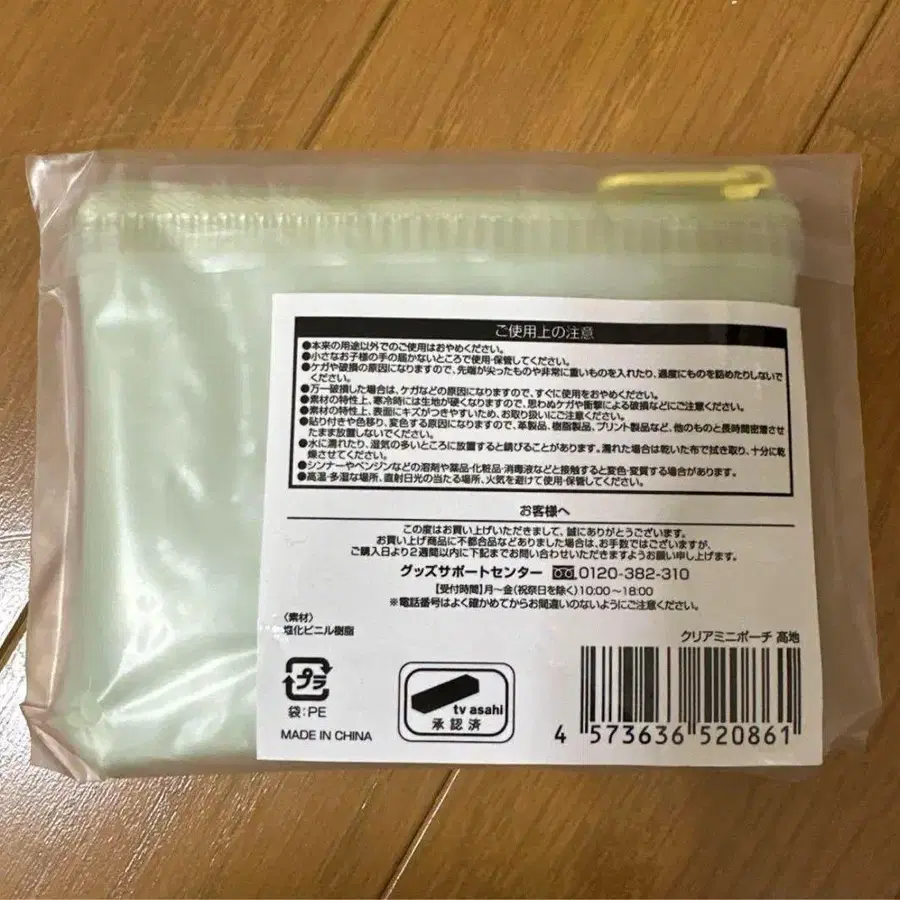 ご使用上の注意
●本来の用途以外でのご使用はおやめください。
●小さなお子様の手の届かないところで使用·保管してください。
●ケガや破損の原因になりますので、先端が尖ったものや非常に重いものを入れたり、過度にものを詰めたりしないで
ください。
●万一破損した場合は、ケガなどの原因になりますので、すぐに使用をおやめください。
●素材の特性上、寒冷時には生地が硬くなりますので、思わぬケガや衝撃による破損などにご注意ください。
●素材の特性上、表面にキズがつきやすいため、お取り扱いにご注意ください。
●貼り付きや色移り、変色する原因になりますので、革製品、樹脂製品、プリント製品など、他のものと長時間密着させ
たまま放置しないでください。
●水に濡れたり、湿気の多いところに放置すると錆びることがあります。濡れた場合は乾いた布で拭き取り、十分に乾
燥させてください。
●シンナーやベンジンなどの溶剤や薬品·化粧品·消毒液などと接触すると変色·変質する場合があります。
●高温·多湿な場所、直射日光の当たる場所、火気を避けて使用·保管してください。
お客様へ
この度はお買い上げいただきまして、誠にありがとうございます。
お買い上げ商品に不都合品などありました場合は、お手数ではございますが、
ご購入日より2週間以内に下記までお問い合わせいただきますようお願い申し上げます。
グッズサポートセンター 0120-382-310
【受付時間】月〜金(祝祭日を除く)10:00〜18:00
※電話番号はよく確かめてからお間違いのないようにご注意ください。
〈素材〉
塩化ビニル樹脂
クリアミニポーチ 高地
プラ
袋:PE
MADE IN CHINA
tv asahi
承認済
4 573636 520861